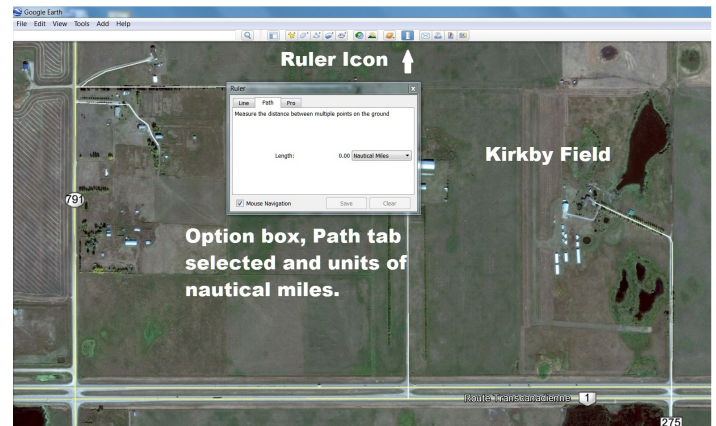 Google Earth
File Edit View Tools Add Help
Ruler Icon
Ruler
Line Path Pro
Measure the distance between multiple points on the ground
Length: 0.00 Nautical Miles
Mouse Navigation Save Clear
Kirkby Field
791
Option box, Path tab
selected and units of
nautical miles.
Route Transcanadienne 1
275